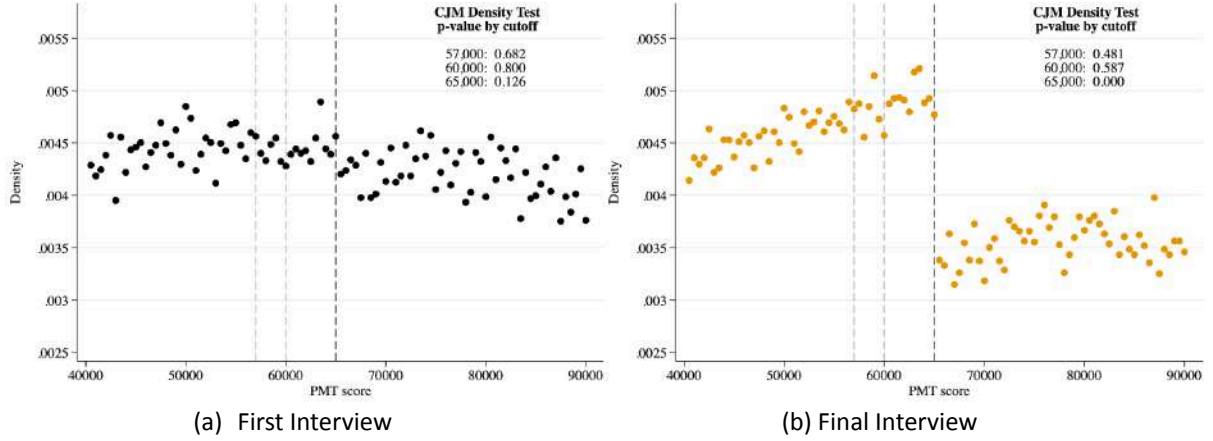 CJM Density Test
p-value by cutoff
57,000: 0.682
60,000: 0.800
65,000: 0.126
.0055
.005
.0045
.004
.0035
.003
.0025
Density
40000 50000 60000 70000 80000 90000
PMT score
(a) First Interview
CJM Density Test
p-value by cutoff
57,000: 0.481
60,000: 0.587
65,000: 0.000
.0055
.005
.0045
.004
.0035
.003
.0025
Density
40000 50000 60000 70000 80000 90000
PMT score
(b) Final Interview